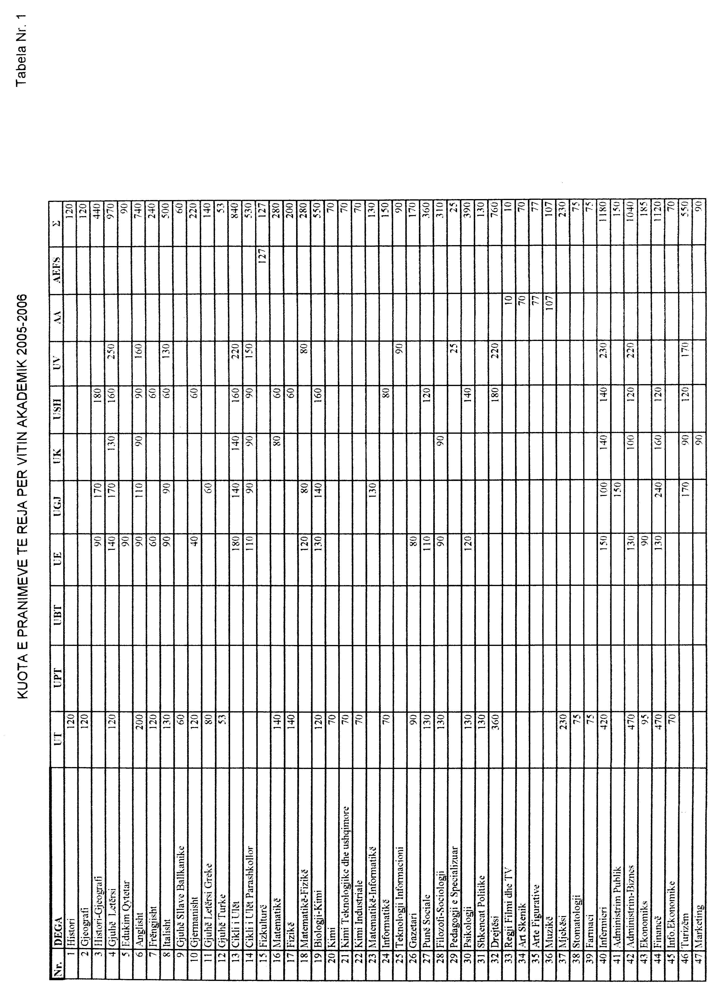 Tabela Nr. 1
KUOTA E PRANIMEVE TE REJA PER VITIN AKADEMIK 2005-2006
Nr. DEGA UT UPT UBT UE UGJ UK USH UV AA AEFS Σ
1 Histori 120 120
2 Gjeografi 120 120
3 Histori-Gjeografi 90 170 180 440
4 Gjuhë Letërsi 120 140 170 130 160 250 970
5 Edukim Qytetar 90 90
6 Anglisht 200 90 110 90 90 160 740
7 Frëngjisht 120 60 60 240
8 Italisht 130 90 90 60 130 500
9 Gjuhë Sllave Ballkanike 60 60
10 Gjermanisht 120 40 60 220
11 Gjuhë Letërsi Greke 80 60 140
12 Gjuhë Turke 53 53
13 Cikli i Ulët 180 140 140 160 220 840
14 Cikli i Ulët Parashkollor 110 90 90 90 150 530
15 Fizkulturë 127 127
16 Matematikë 140 80 60 280
17 Fizikë 140 60 200
18 Matematikë-Fizikë 120 80 80 280
19 Biologji-Kimi 120 130 140 160 550
20 Kimi 70 70
21 Kimi Teknologjike dhe ushqimore 70 70
22 Kimi Industriale 70 70
23 Matematikë-Informatikë 130 130
24 Informatikë 70 80 150
25 Teknologji Informacioni 90 90
26 Gazetari 90 80 170
27 Punë Sociale 130 110 120 360
28 Filozofi-Sociologji 130 90 90 310
29 Pedagogji e Specializuar 25 25
30 Psikologji 130 120 140 390
31 Shkencat Politike 130 130
32 Drejtësi 360 180 220 760
33 Regji Filmi dhe TV 10 10
34 Art Skenik 70 70
35 Arte Figurative 77 77
36 Muzikë 107 107
37 Mjekësi 230 230
38 Stomatologji 75 75
39 Farmaci 75 75
40 Infermieri 420 150 100 140 140 230 1180
41 Administrim Publik 150 150
42 Administrim-Biznes 470 130 100 120 220 1040
43 Ekonomiks 95 90 185
44 Financë 470 130 240 160 120 1120
45 Info.Ekonomike 70 70
46 Turizëm 170 90 120 170 550
47 Marketing 90 90